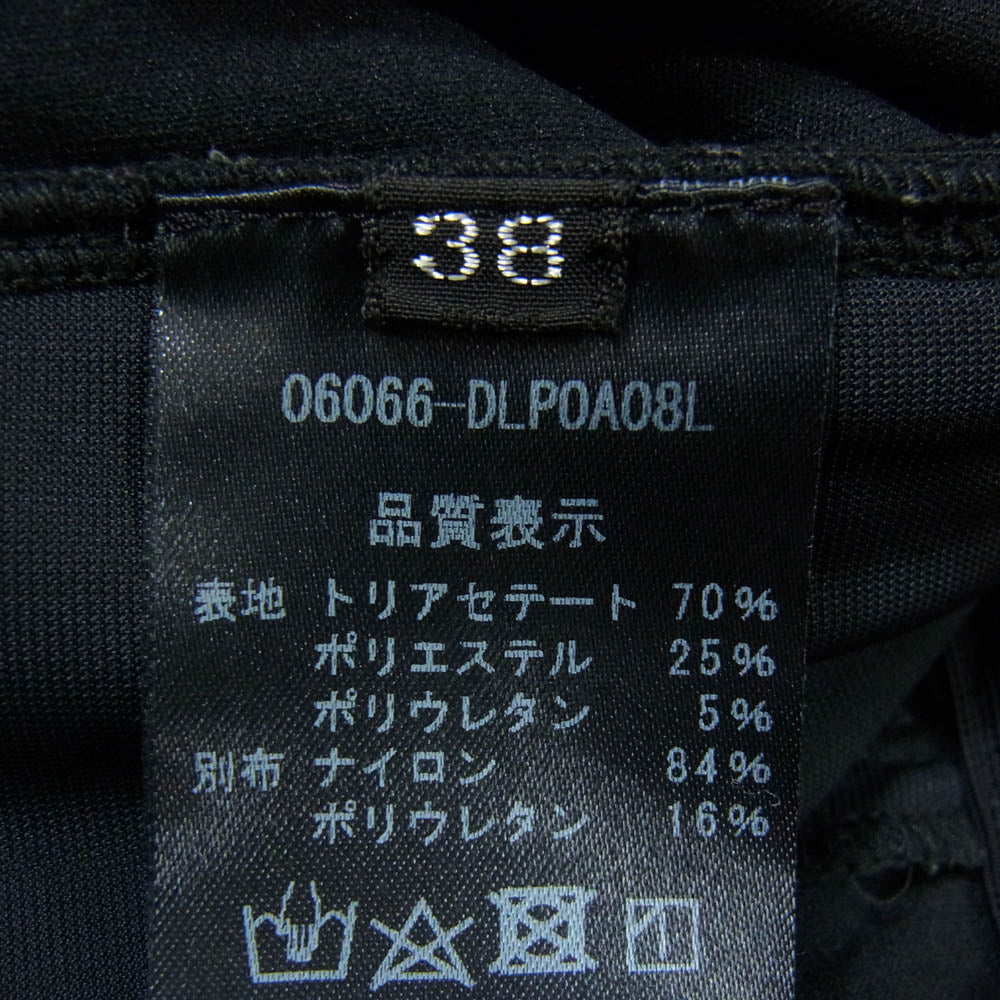 38
06066-DLP0A08L
品質表示
表地 トリアセテート 70%
ポリエステル 25%
ポリウレタン 5%
別布 ナイロン 84%
ポリウレタン 16%